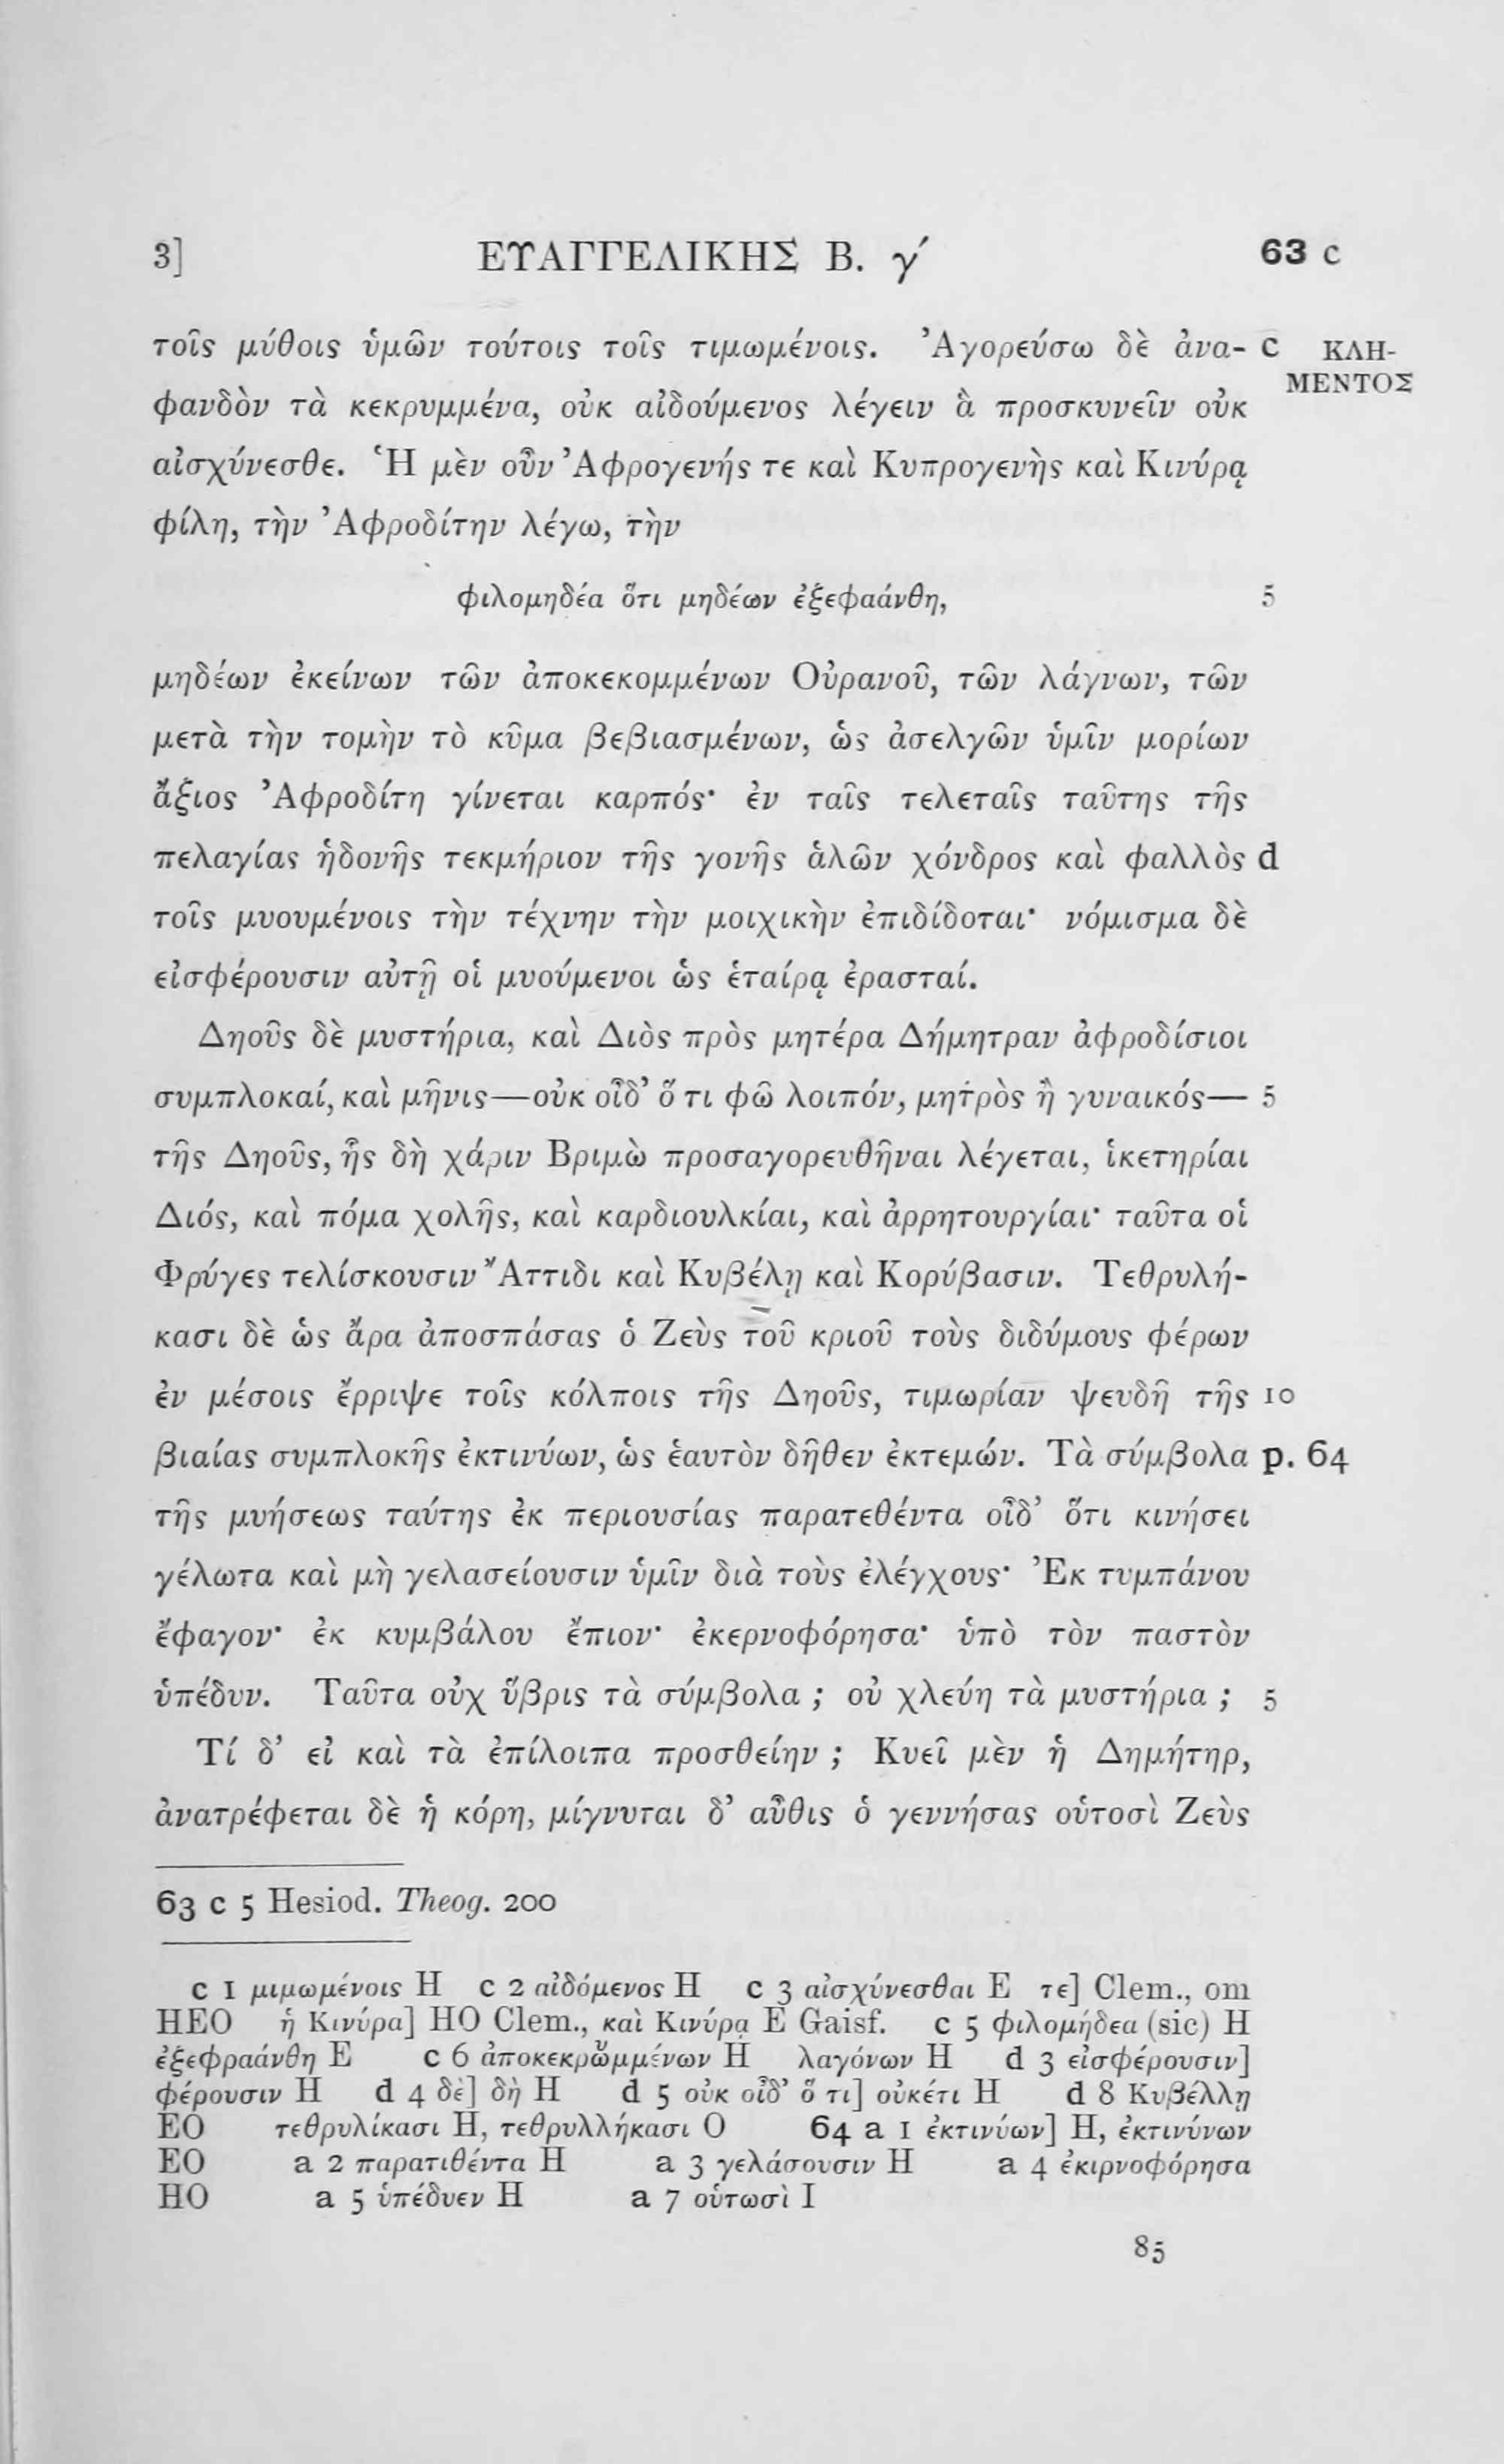 3] ΕΥΑΓΓΕΛΙΚΗΣ Β. γ´ 63 c
τοῖς μύθοις ὑμῶν τούτοις τοῖς τιμωμένοις. Ἀγορεύσω δὲ ἀνα- c ΚΛΗ-
ΜΕΝΤΟΣ
φανδὸν τὰ κεκρυμμένα, οὐκ αἰδούμενος λέγειν ἃ προσκυνεῖν οὐκ
αἰσχύνεσθε. Ἡ μὲν οὖν Ἀφρογενής τε καὶ Κυπρογενὴς καὶ Κινύρᾳ
φίλη, τὴν Ἀφροδίτην λέγω, τὴν
φιλομηδέα ὅτι μηδέων ἐξεφαάνθη, 5
μηδέων ἐκείνων τῶν ἀποκεκομμένων Οὐρανοῦ, τῶν λάγνων, τῶν
μετὰ τὴν τομὴν τὸ κῦμα βεβιασμένων, ὡς ἀσελγῶν ὑμῖν μορίων
ἄξιος Ἀφροδίτη γίνεται καρπός· ἐν ταῖς τελεταῖς ταύτης τῆς
πελαγίας ἡδονῆς τεκμήριον τῆς γονῆς ἁλῶν χόνδρος καὶ φαλλὸς d
τοῖς μυουμένοις τὴν τέχνην τὴν μοιχικὴν ἐπιδίδοται· νόμισμα δὲ
εἰσφέρουσιν αὐτῇ οἱ μυούμενοι ὡς ἑταίρᾳ ἐρασταί.
Δηοῦς δὲ μυστήρια, καὶ Διὸς πρὸς μητέρα Δήμητραν ἀφροδίσιοι
συμπλοκαί, καὶ μῆνις—οὐκ οἶδ’ ὅ τι φῶ λοιπόν, μητρὸς ἢ γυναικός— 5
τῆς Δηοῦς, ἧς δὴ χάριν Βριμὼ προσαγορευθῆναι λέγεται, ἱκετηρίαι
Διός, καὶ πόμα χολῆς, καὶ καρδιουλκίαι, καὶ ἀρρητουργίαι· ταῦτα οἱ
Φρύγες τελίσκουσιν Ἄττιδι καὶ Κυβέλῃ καὶ Κορύβασιν. Τεθρυλή-
κασι δὲ ὡς ἄρα ἀποσπάσας ὁ Ζεὺς τοῦ κριοῦ τοὺς διδύμους φέρων
ἐν μέσοις ἔρριψε τοῖς κόλποις τῆς Δηοῦς, τιμωρίαν ψευδῆ τῆς 10
βιαίας συμπλοκῆς ἐκτινύων, ὡς ἑαυτὸν δῆθεν ἐκτεμών. Τὰ σύμβολα p. 64
τῆς μυήσεως ταύτης ἐκ περιουσίας παρατεθέντα οἶδ’ ὅτι κινήσει
γέλωτα καὶ μὴ γελασείουσιν ὑμῖν διὰ τοὺς ἐλέγχους· Ἐκ τυμπάνου
ἔφαγον· ἐκ κυμβάλου ἔπιον· ἐκερνοφόρησα· ὑπὸ τὸν παστὸν
ὑπέδυν. Ταῦτα οὐχ ὕβρις τὰ σύμβολα ; οὐ χλεύη τὰ μυστήρια ; 5
Τί δ’ εἰ καὶ τὰ ἐπίλοιπα προσθείην ; Κυεῖ μὲν ἡ Δημήτηρ,
ἀνατρέφεται δὲ ἡ κόρη, μίγνυται δ’ αὖθις ὁ γεννήσας οὑτοσὶ Ζεὺς
63 c 5 Hesiod. Theog. 200
c 1 μιμωμένοις H c 2 αἰδόμενος H c 3 αἰσχύνεσθαι E τε] Clem., om
HEO ἡ Κινύρα] HO Clem., καὶ Κινύρᾳ E Gaisf. c 5 φιλομήδεα (sic) H
ἐξεφραάνθη E c 6 ἀποκεκρωμμένων H λαγόνων H d 3 εἰσφέρουσιν]
φέρουσιν H d 4 δὲ] δὴ H d 5 οὐκ οἶδ’ ὅ τι] οὐκέτι H d 8 Κυβέλλῃ
EO τεθρυλίκασι H, τεθρυλλήκασι O 64 a 1 ἐκτινύων] H, ἐκτιννύνων
EO a 2 παρατιθέντα H a 3 γελάσουσιν H a 4 ἐκιρνοφόρησα
HO a 5 ὑπέδυεν H a 7 οὑτωσὶ I
85